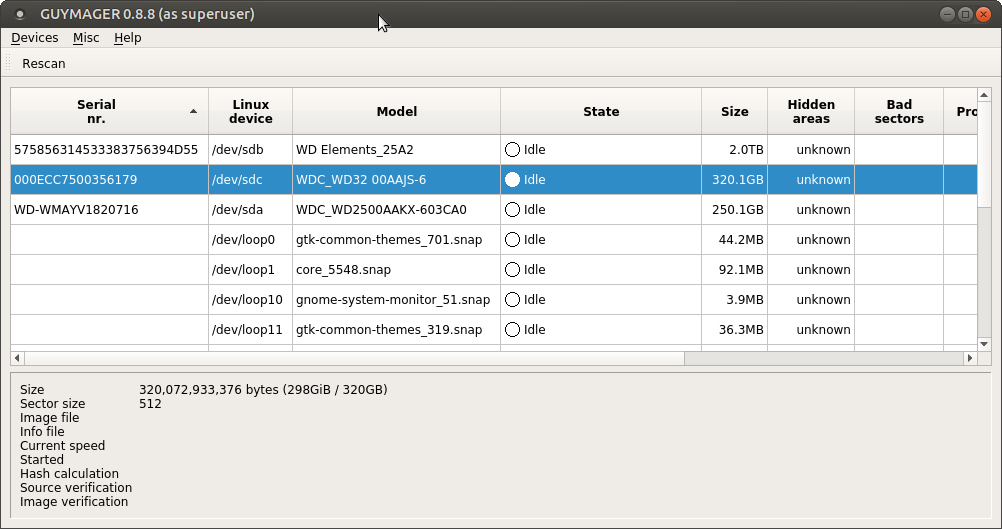 GUYMAGER 0.8.8 (as superuser)
Devices Misc Help
Rescan
Serial nr. Linux device Model State Size Hidden areas Bad sectors Pro
575856314533383756394D55 /dev/sdb WD Elements_25A2 Idle 2.0TB unknown
000ECC7500356179 /dev/sdc WDC_WD32 00AAJS-6 Idle 320.1GB unknown
WD-WMAYV1820716 /dev/sda WDC_WD2500AAKX-603CA0 Idle 250.1GB unknown
/dev/loop0 gtk-common-themes_701.snap Idle 44.2MB unknown
/dev/loop1 core_5548.snap Idle 92.1MB unknown
/dev/loop10 gnome-system-monitor_51.snap Idle 3.9MB unknown
/dev/loop11 gtk-common-themes_319.snap Idle 36.3MB unknown
Size 320,072,933,376 bytes (298GiB / 320GB)
Sector size 512
Image file
Info file
Current speed
Started
Hash calculation
Source verification
Image verification